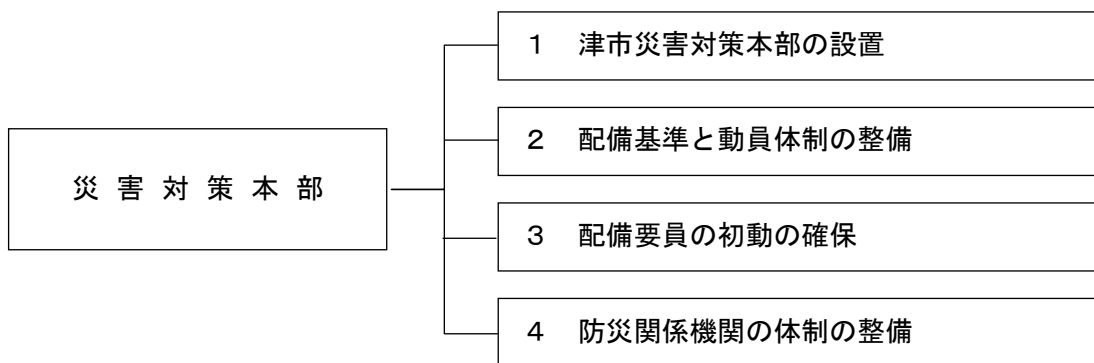 災害対策本部
１ 津市災害対策本部の設置
２ 配備基準と動員体制の整備
３ 配備要員の初動の確保
４ 防災関係機関の体制の整備